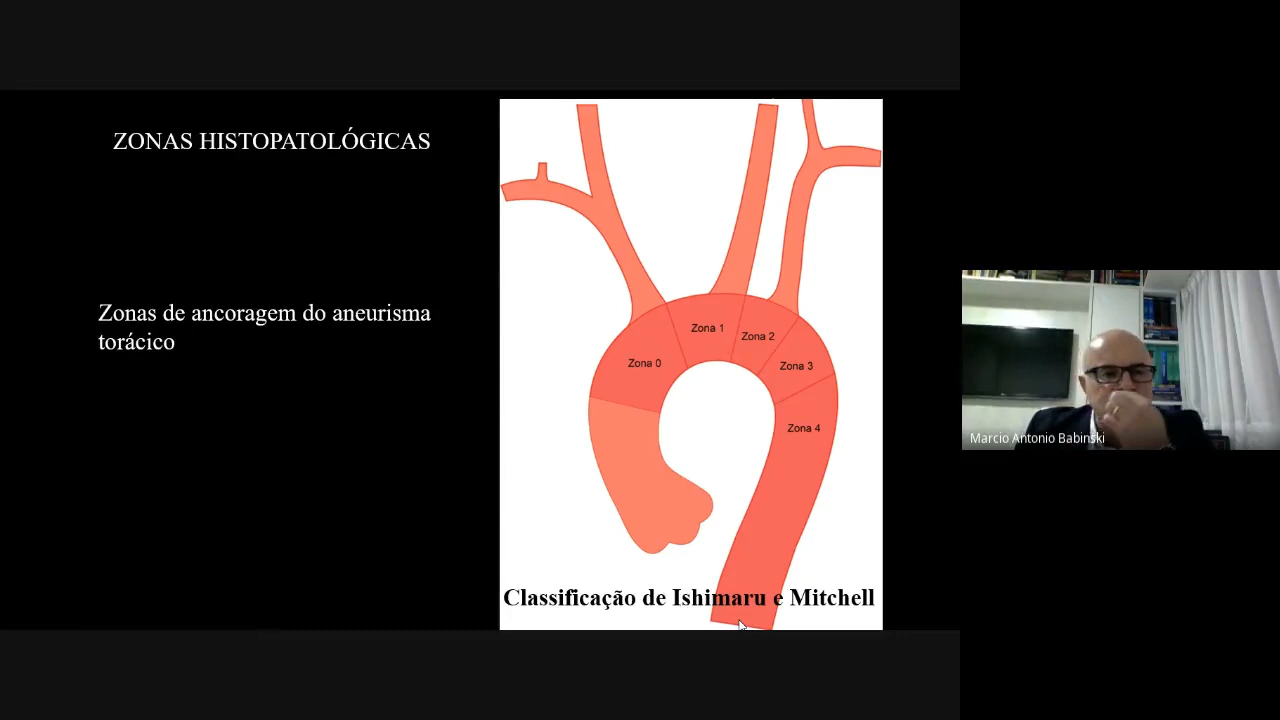 ZONAS HISTOPATOLÓGICAS
Zonas de ancoragem do aneurisma
torácico
Zona 0
Zona 1
Zona 2
Zona 3
Zona 4
Classificação de Ishimaru e Mitchell
Marcio Antonio Babinski